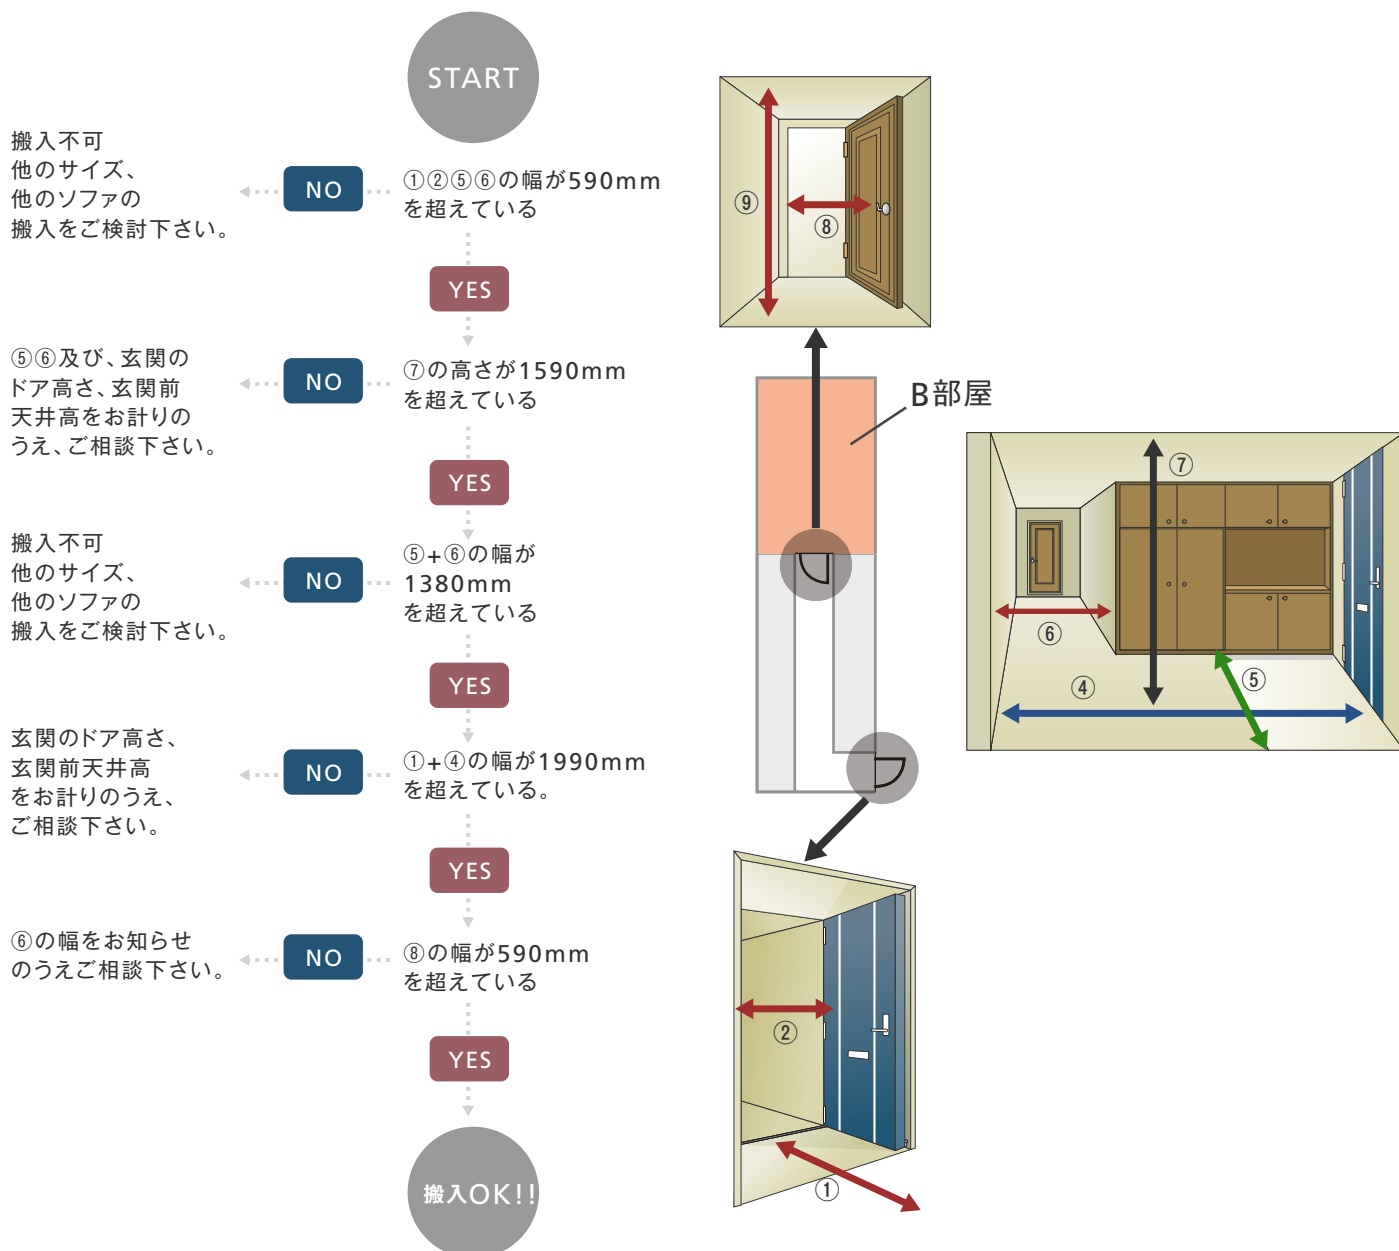 START
搬入不可
他のサイズ、
他のソファの
搬入をご検討下さい。
NO
①②⑤⑥の幅が590mm
を超えている
YES
⑤⑥及び、玄関の
ドア高さ、玄関前
天井高をお計りの
うえ、ご相談下さい。
NO
⑦の高さが1590mm
を超えている
YES
搬入不可
他のサイズ、
他のソファの
搬入をご検討下さい。
NO
⑤+⑥の幅が
1380mm
を超えている
YES
玄関のドア高さ、
玄関前天井高
をお計りのうえ、
ご相談下さい。
NO
①+④の幅が1990mm
を超えている。
YES
⑥の幅をお知らせ
のうえご相談下さい。
NO
⑧の幅が590mm
を超えている
YES
搬入OK!!
⑨
⑧
B部屋
⑦
⑥
④
⑤
②
①